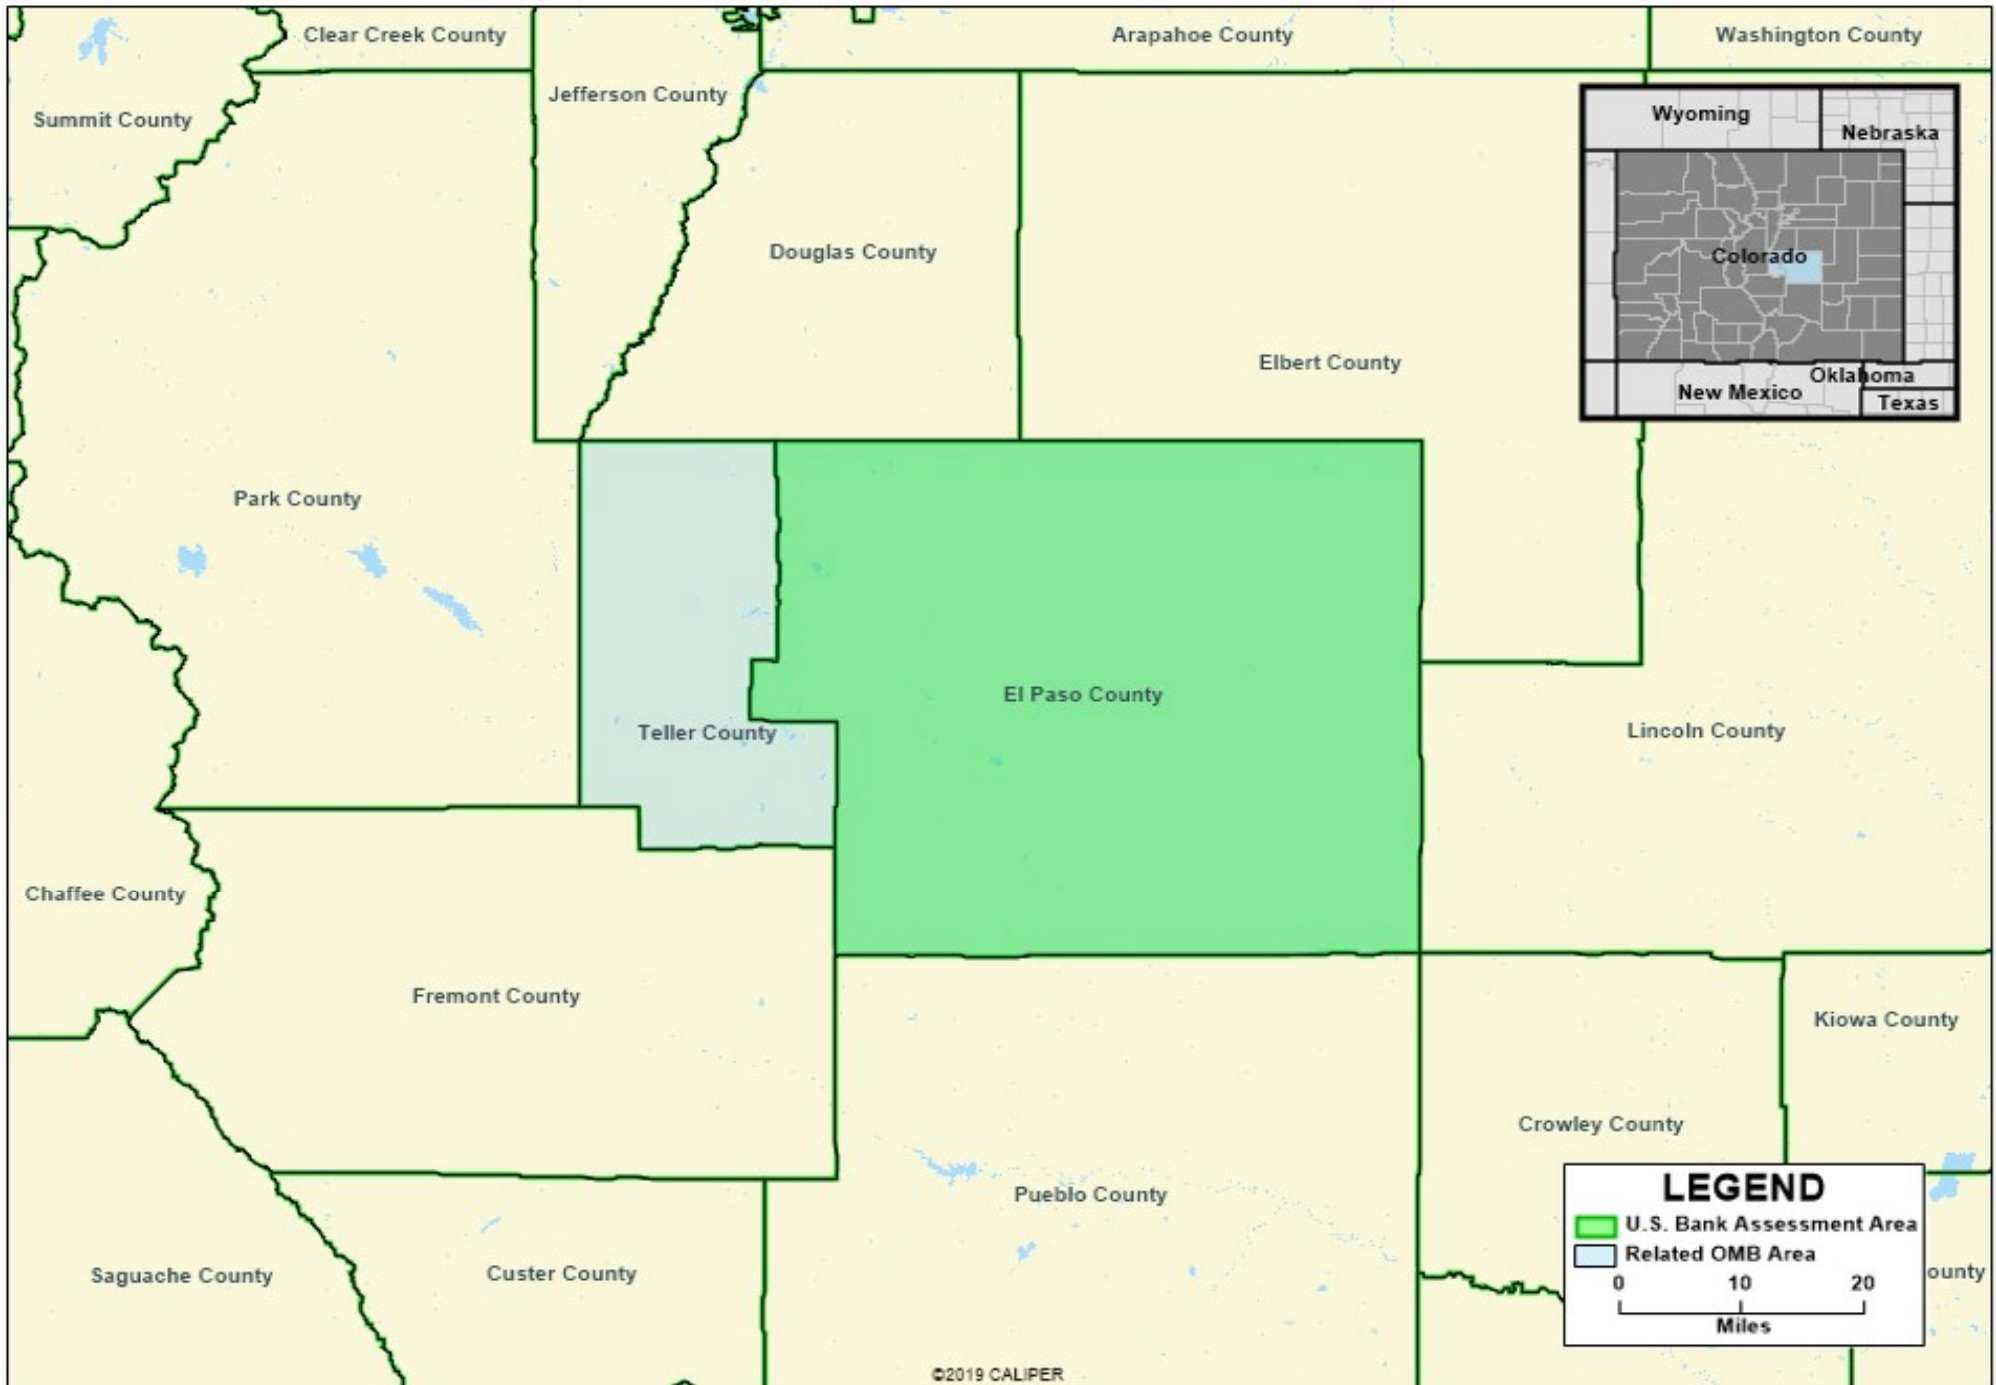 Clear Creek County
Arapahoe County
Washington County
Jefferson County
Summit County
Wyoming
Nebraska
Douglas County
Colorado
Elbert County
Oklahoma
New Mexico
Texas
Park County
El Paso County
Teller County
Lincoln County
Chaffee County
Fremont County
Kiowa County
Crowley County
Pueblo County
LEGEND
U.S. Bank Assessment Area
Related OMB Area
0 10 20
Miles
Saguache County
Custer County
ounty
©2019 CALIPER